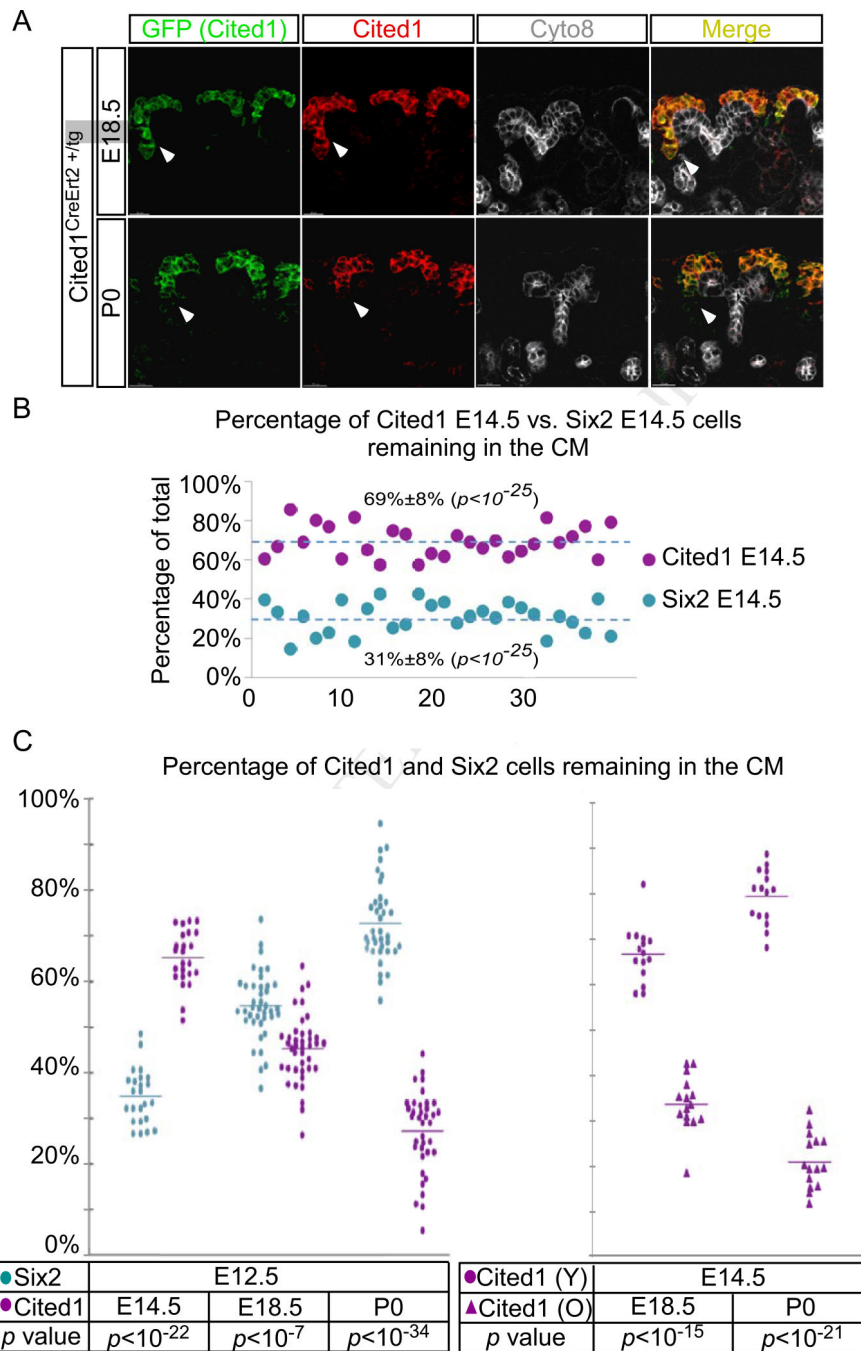 A
GFP (Cited1) Cited1 Cyto8 Merge
Cited1CreErt2 +/tg
E18.5
P0
B
Percentage of Cited1 E14.5 vs. Six2 E14.5 cells
remaining in the CM
Percentage of total
100%
80%
60%
40%
20%
0%
69%±8% (p<10-25)
31%±8% (p<10-25)
Cited1 E14.5
Six2 E14.5
0 10 20 30
C
Percentage of Cited1 and Six2 cells remaining in the CM
100%
80%
60%
40%
20%
0%
Six2 E12.5
Cited1 E14.5 E18.5 P0
p value p<10-22 p<10-7 p<10-34
Cited1 (Y) E14.5
Cited1 (O) E18.5 P0
p value p<10-15 p<10-21